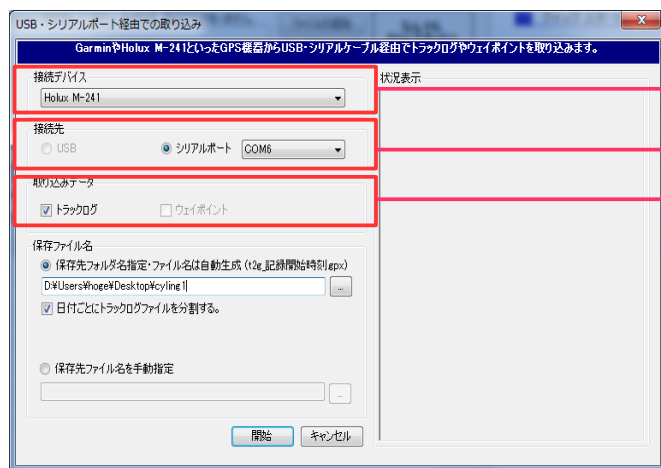 USB・シリアルポート経由での取り込み
GarminやHolux M-241といったGPS機器からUSB・シリアルケーブル経由でトラックログやウェイポイントを取り込みます。
接続デバイス
状況表示
Holux M-241
接続先
USB
シリアルポート
COM6
取り込みデータ
トラックログ
ウェイポイント
保存ファイル名
保存先フォルダ名指定・ファイル名は自動生成 (t2g_記録開始時刻.gpx)
D:¥Users¥hoge¥Desktop¥cyling1
...
日付ごとにトラックログファイルを分割する。
保存先ファイル名を手動指定
...
開始
キャンセル